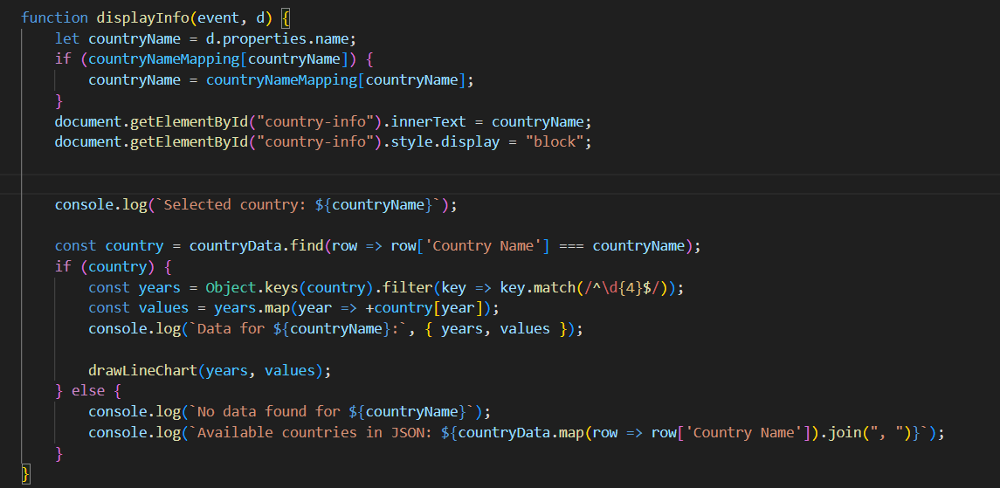 function displayInfo(event, d) {
    let countryName = d.properties.name;
    if (countryNameMapping[countryName]) {
        countryName = countryNameMapping[countryName];
    }
    document.getElementById("country-info").innerText = countryName;
    document.getElementById("country-info").style.display = "block";
    console.log(`Selected country: ${countryName}`);
    const country = countryData.find(row => row['Country Name'] === countryName);
    if (country) {
        const years = Object.keys(country).filter(key => key.match(/^\d{4}$/));
        const values = years.map(year => +country[year]);
        console.log(`Data for ${countryName}:`, { years, values });
        drawLineChart(years, values);
    } else {
        console.log(`No data found for ${countryName}`);
        console.log(`Available countries in JSON: ${countryData.map(row => row['Country Name']).join(", ")}`);
    }
}